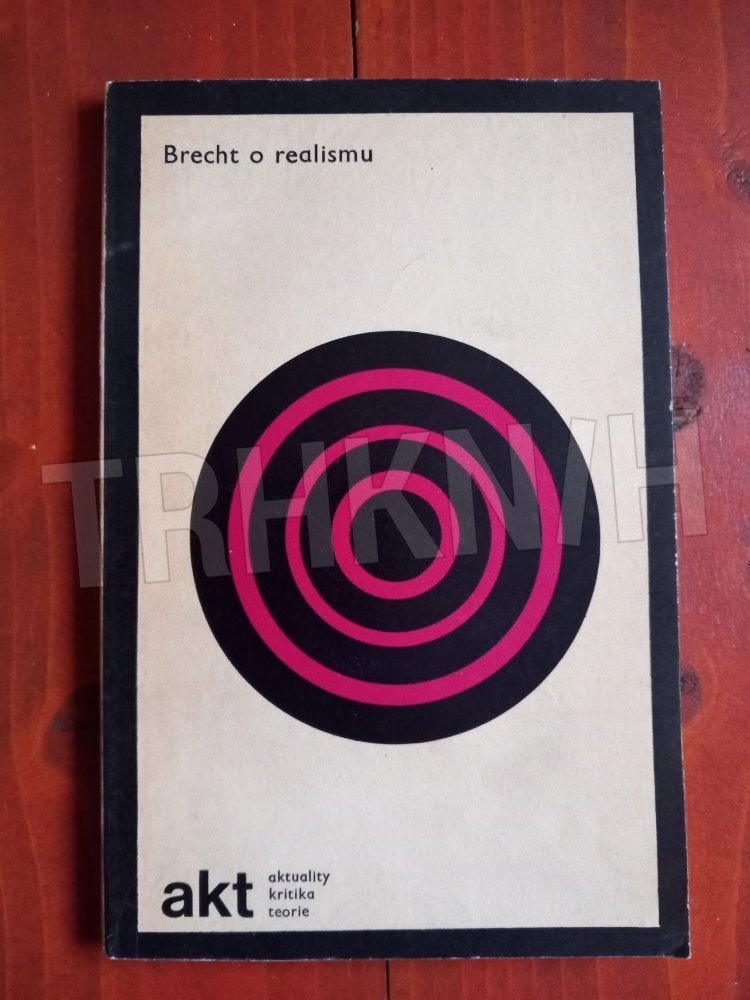 Brecht o realismu
TRHKNIH
akt
aktuality
kritika
teorie